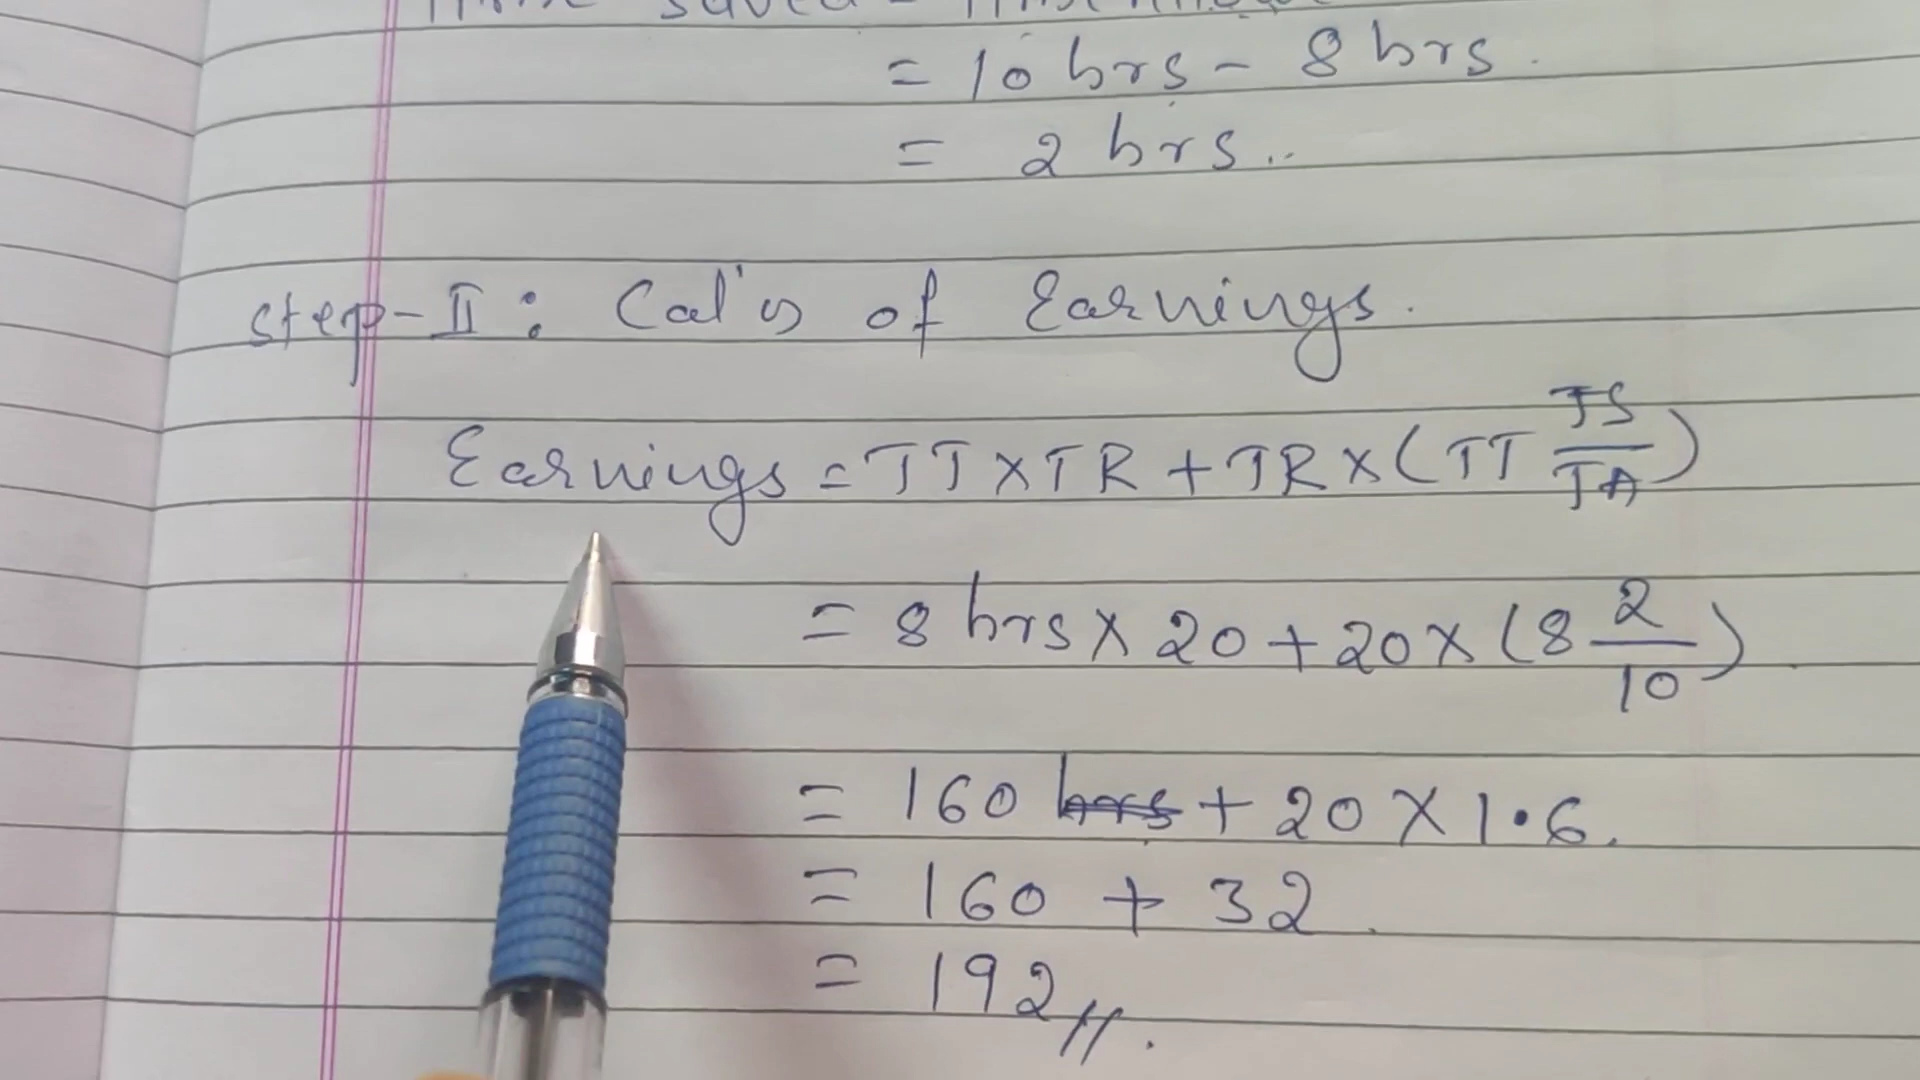 = 10 hrs - 8 hrs.
= 2 hrs..
Step-II : Cal'n of Earnings.
Earnings = TT X TR + TR X (TT TS/TA)
= 8 hrs X 20 + 20 X (8 2/10)
= 160 hrs + 20 X 1.6.
= 160 + 32.
= 192 //.